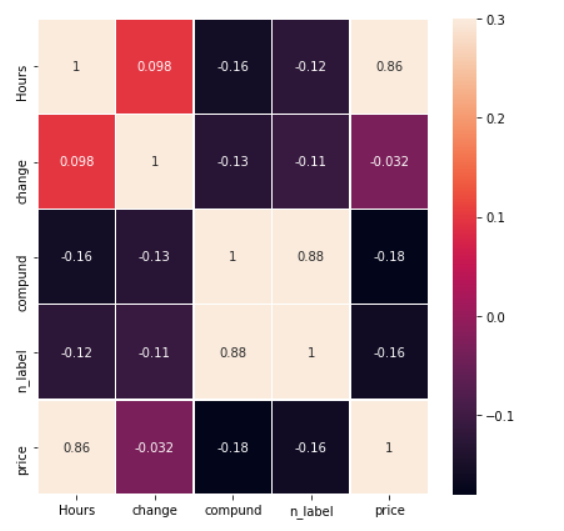 Hours 1 0.098 -0.16 -0.12 0.86
change 0.098 1 -0.13 -0.11 -0.032
compund -0.16 -0.13 1 0.88 -0.18
n_label -0.12 -0.11 0.88 1 -0.16
price 0.86 -0.032 -0.18 -0.16 1
Hours change compund n_label price
0.3
0.2
0.1
0.0
−0.1